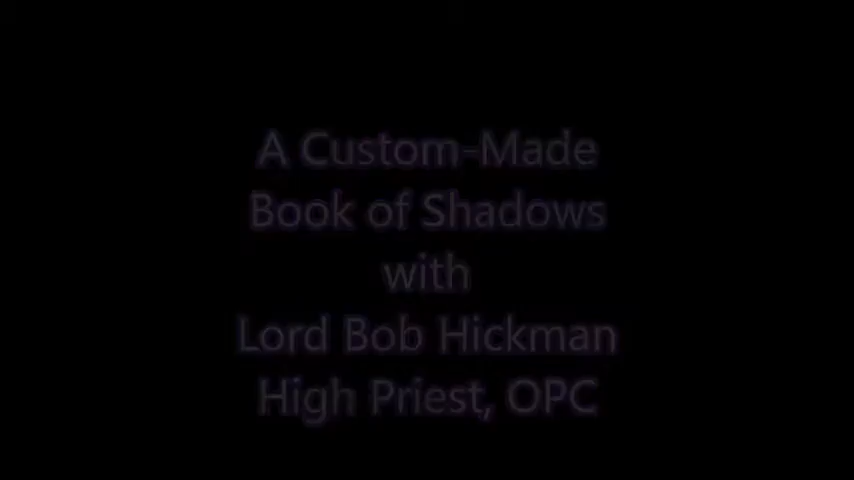 A Custom-Made
Book of Shadows
with
Lord Bob Hickman
High Priest, OPC